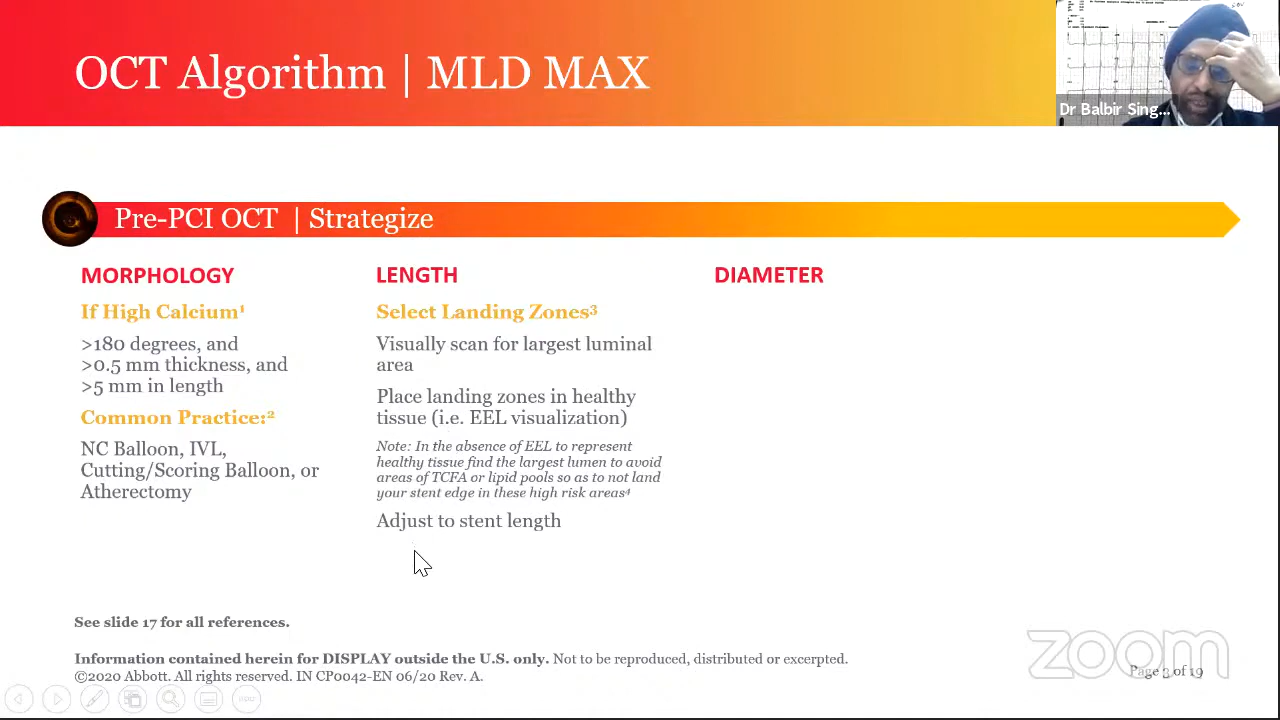 OCT Algorithm | MLD MAX
Dr Balbir Sing...
Pre-PCI OCT | Strategize
MORPHOLOGY
If High Calcium¹
>180 degrees, and
>0.5 mm thickness, and
>5 mm in length
Common Practice:²
NC Balloon, IVL,
Cutting/Scoring Balloon, or
Atherectomy
LENGTH
Select Landing Zones³
Visually scan for largest luminal
area
Place landing zones in healthy
tissue (i.e. EEL visualization)
Note: In the absence of EEL to represent
healthy tissue find the largest lumen to avoid
areas of TCFA or lipid pools so as to not land
your stent edge in these high risk areas⁴
Adjust to stent length
DIAMETER
See slide 17 for all references.
Information contained herein for DISPLAY outside the U.S. only. Not to be reproduced, distributed or excerpted.
©2020 Abbott. All rights reserved. IN CP0042-EN 06/20 Rev. A.
zoom
Page 3 of 19